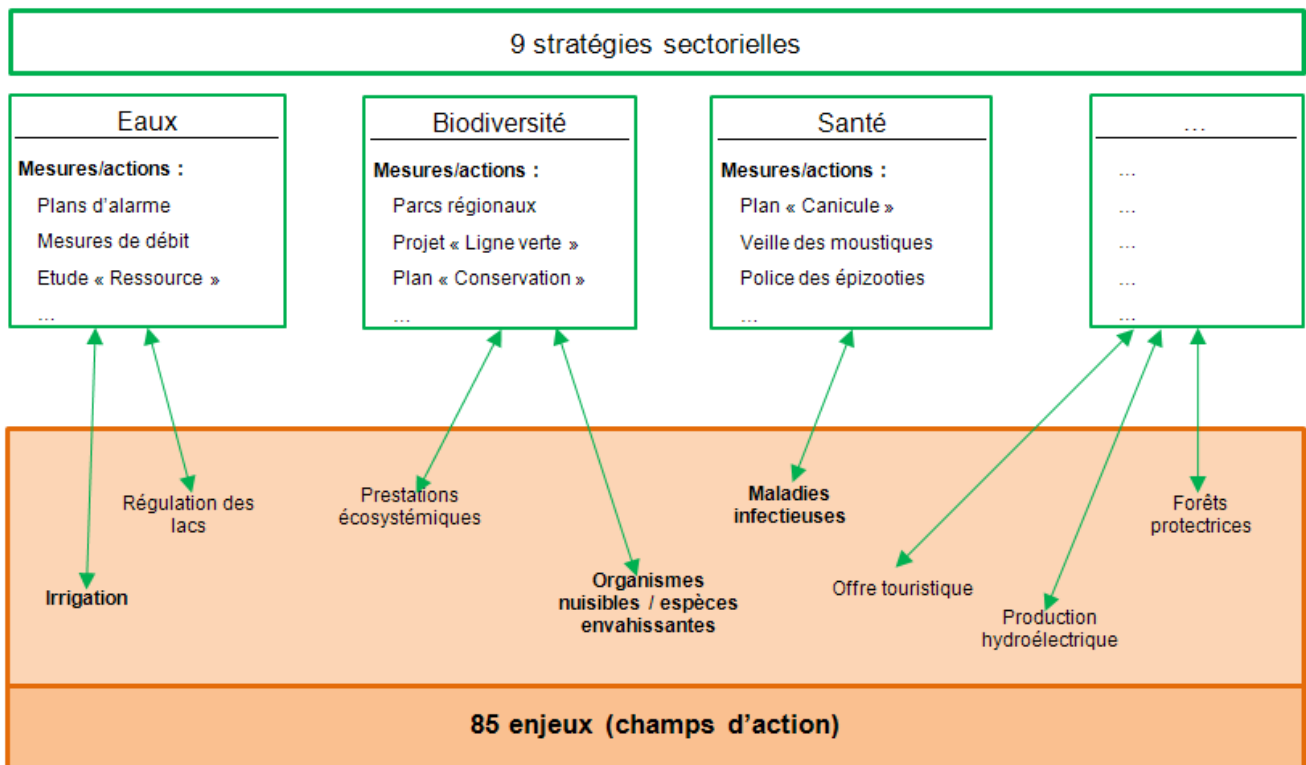 9 stratégies sectorielles
Eaux
Mesures/actions :
Plans d’alarme
Mesures de débit
Etude « Ressource »
...
Biodiversité
Mesures/actions :
Parcs régionaux
Projet « Ligne verte »
Plan « Conservation »
...
Santé
Mesures/actions :
Plan « Canicule »
Veille des moustiques
Police des épizooties
...
...
...
...
...
...
...
Régulation des
lacs
Irrigation
Prestations
écosystémiques
Organismes
nuisibles / espèces
envahissantes
Maladies
infectieuses
Offre touristique
Production
hydroélectrique
Forêts
protectrices
85 enjeux (champs d’action)